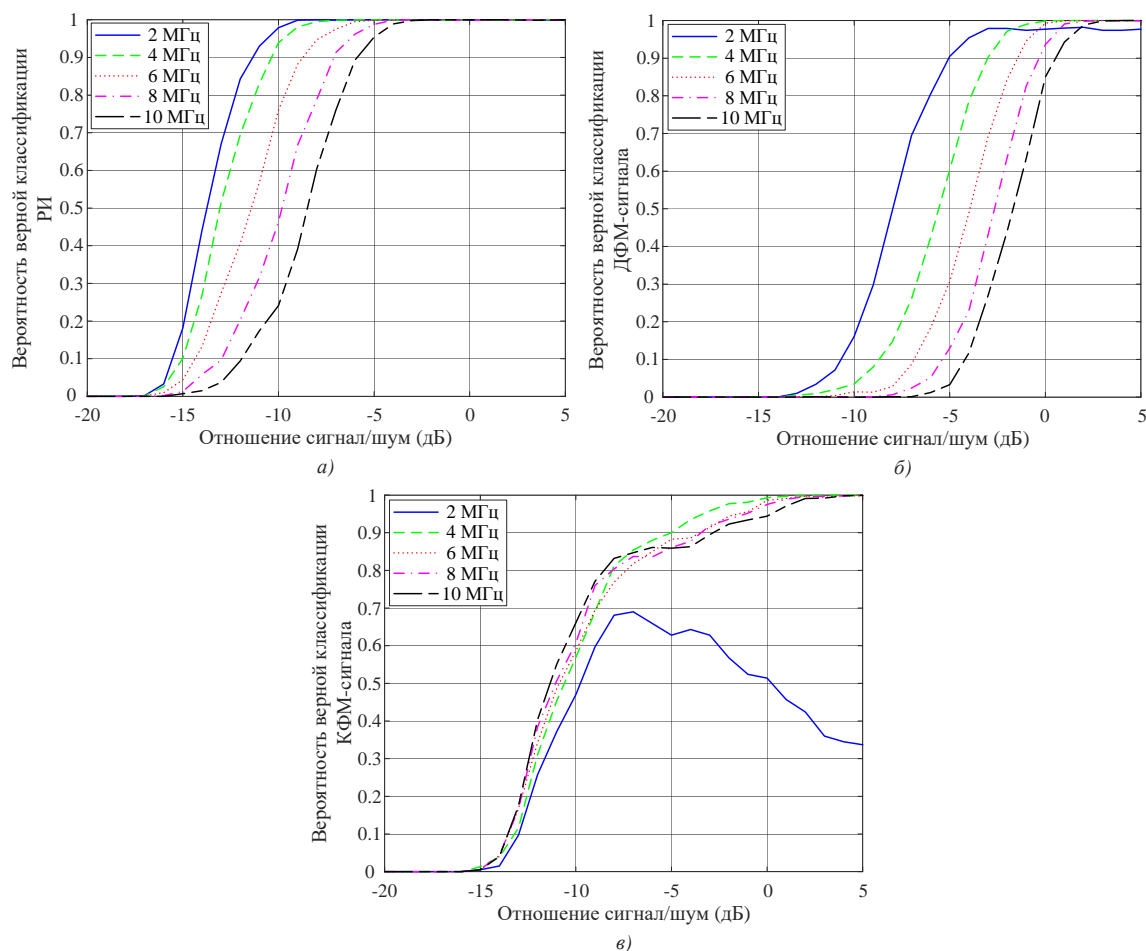 Вероятность верной классификации
РИ
1
0.9
0.8
0.7
0.6
0.5
0.4
0.3
0.2
0.1
0
2 МГц
4 МГц
6 МГц
8 МГц
10 МГц
-20
-15
-10
-5
0
5
Отношение сигнал/шум (дБ)
а)
Вероятность верной классификации
ДФМ-сигнала
1
0.9
0.8
0.7
0.6
0.5
0.4
0.3
0.2
0.1
0
2 МГц
4 МГц
6 МГц
8 МГц
10 МГц
-20
-15
-10
-5
0
5
Отношение сигнал/шум (дБ)
б)
Вероятность верной классификации
КФМ-сигнала
1
0.9
0.8
0.7
0.6
0.5
0.4
0.3
0.2
0.1
0
2 МГц
4 МГц
6 МГц
8 МГц
10 МГц
-20
-15
-10
-5
0
5
Отношение сигнал/шум (дБ)
в)